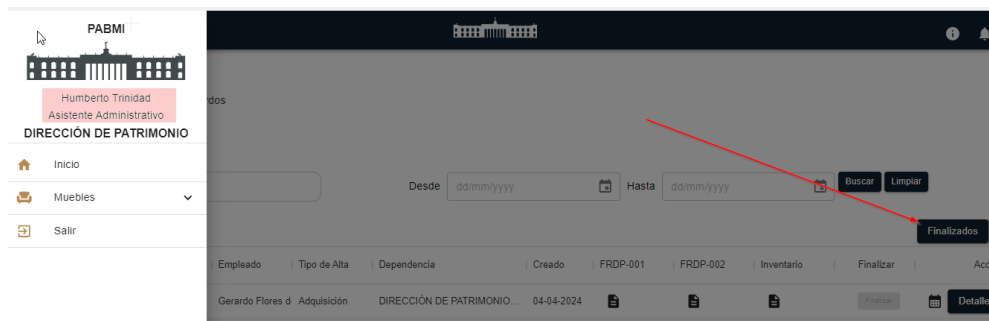 PABMI
Humberto Trinidad
Asistente Administrativo
DIRECCIÓN DE PATRIMONIO
Inicio
Muebles
Salir
rdos
Desde dd/mm/yyyy Hasta dd/mm/yyyy Buscar Limpiar
Finalizados
Empleado Tipo de Alta Dependencia Creado FRDP-001 FRDP-002 Inventario Finalizar Acc
Gerardo Flores d Adquisición DIRECCIÓN DE PATRIMONIO... 04-04-2024 Finalizar Detalle